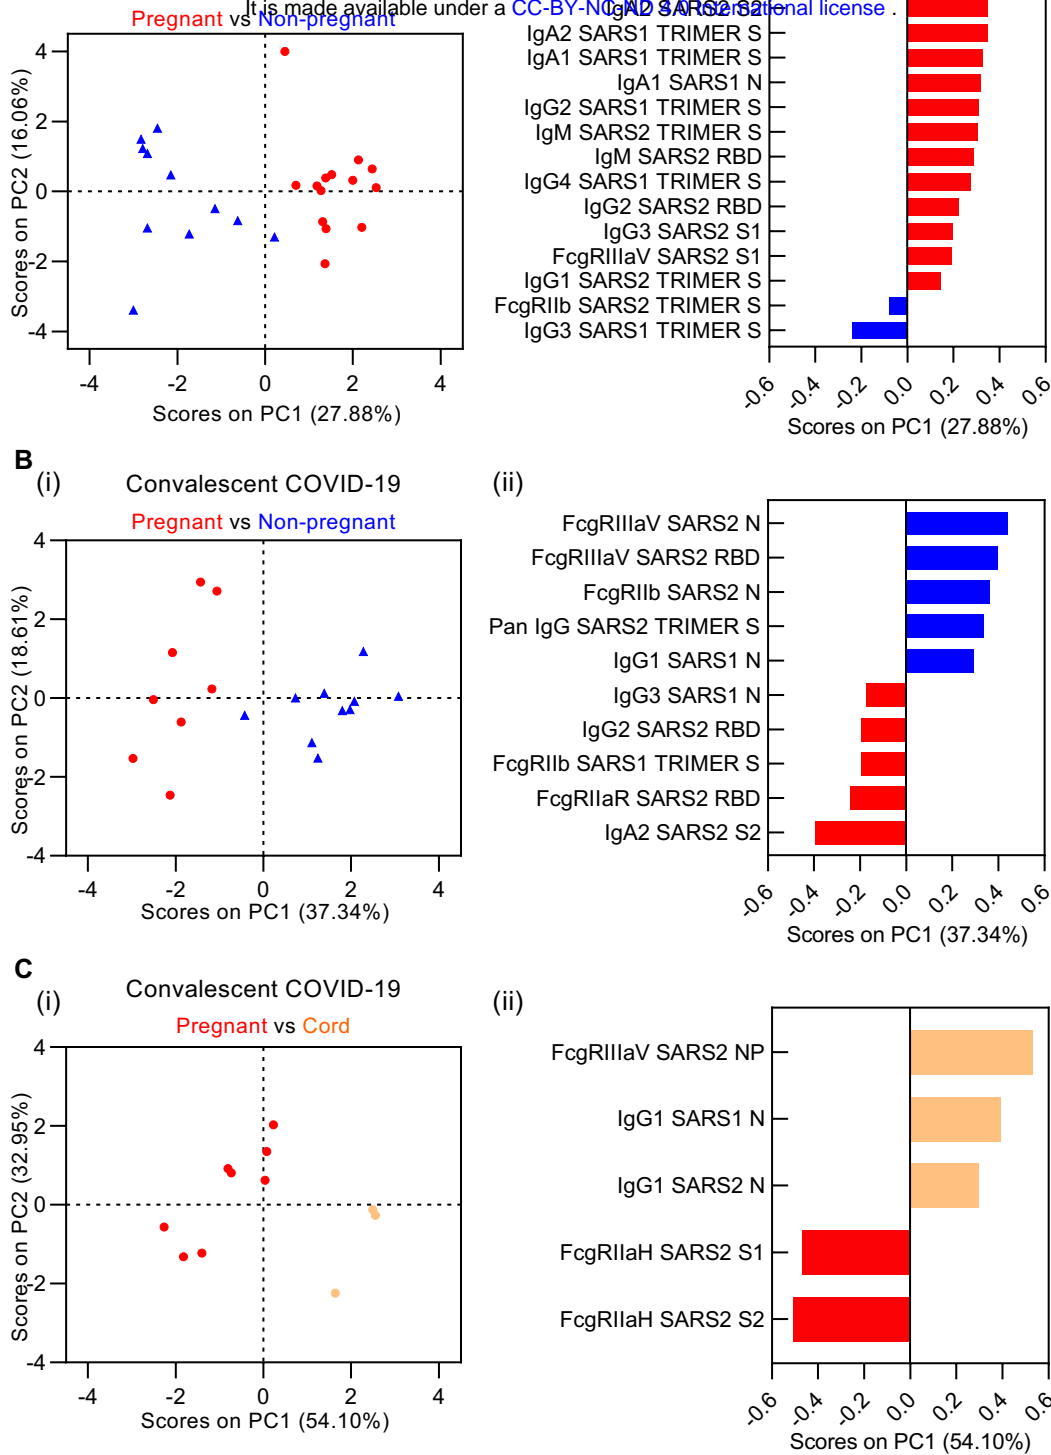 It is made available under a CC-BY-NC-ND 4.0 International license .
Pregnant vs Non-pregnant
4
2
0
-2
-4
Scores on PC2 (16.06%)
-4 -2 0 2 4
Scores on PC1 (27.88%)
IgA2 SARS2 S2
IgA2 SARS1 TRIMER S
IgA1 SARS1 TRIMER S
IgA1 SARS1 N
IgG2 SARS1 TRIMER S
IgM SARS2 TRIMER S
IgM SARS2 RBD
IgG4 SARS1 TRIMER S
IgG2 SARS2 RBD
IgG3 SARS2 S1
FcgRIIIaV SARS2 S1
IgG1 SARS2 TRIMER S
FcgRIIb SARS2 TRIMER S
IgG3 SARS1 TRIMER S
-0.6 -0.4 -0.2 0.0 0.2 0.4 0.6
Scores on PC1 (27.88%)
B
(i)
Convalescent COVID-19
Pregnant vs Non-pregnant
4
2
0
-2
-4
Scores on PC2 (18.61%)
-4 -2 0 2 4
Scores on PC1 (37.34%)
(ii)
FcgRIIIaV SARS2 N
FcgRIIIaV SARS2 RBD
FcgRIIb SARS2 N
Pan IgG SARS2 TRIMER S
IgG1 SARS1 N
IgG3 SARS1 N
IgG2 SARS2 RBD
FcgRIIb SARS1 TRIMER S
FcgRIIaR SARS2 RBD
IgA2 SARS2 S2
-0.6 -0.4 -0.2 0.0 0.2 0.4 0.6
Scores on PC1 (37.34%)
C
(i)
Convalescent COVID-19
Pregnant vs Cord
4
2
0
-2
-4
Scores on PC2 (32.95%)
-4 -2 0 2 4
Scores on PC1 (54.10%)
(ii)
FcgRIIIaV SARS2 NP
IgG1 SARS1 N
IgG1 SARS2 N
FcgRIIaH SARS2 S1
FcgRIIaH SARS2 S2
-0.6 -0.4 -0.2 0.0 0.2 0.4 0.6
Scores on PC1 (54.10%)